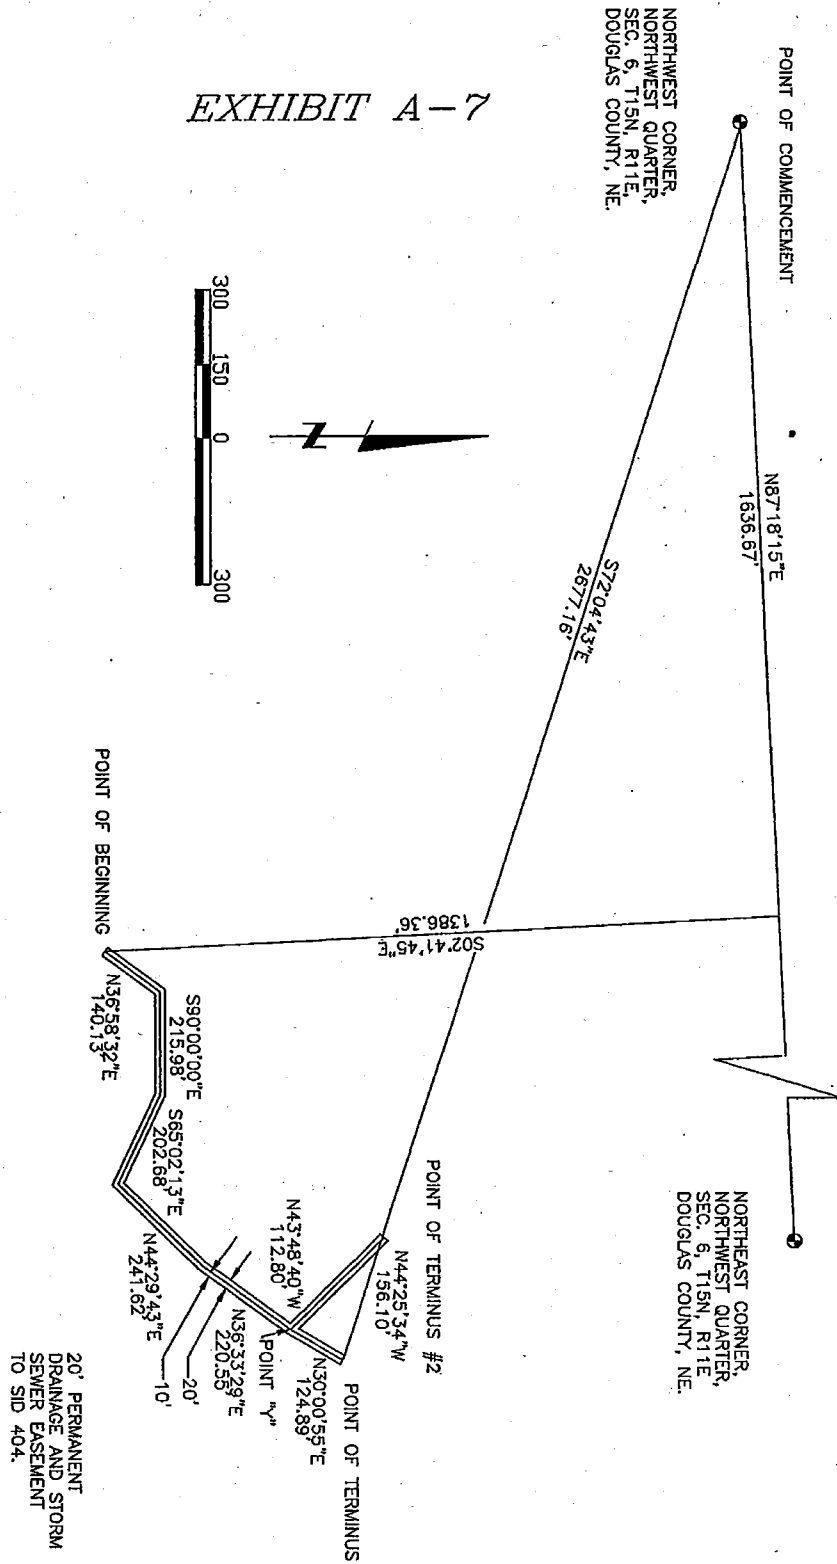 EXHIBIT A-7
POINT OF COMMENCEMENT
NORTHWEST CORNER,
NORTHWEST QUARTER,
SEC. 6, T15N, R11E,
DOUGLAS COUNTY, NE.
N87°18'15"E
1636.67'
S72°04'43"E
2677.16'
S02°41'45"E
1386.36'
300
150
0
300
N
NORTHEAST CORNER,
NORTHWEST QUARTER,
SEC. 6, T15N, R11E
DOUGLAS COUNTY, NE.
POINT OF BEGINNING
N36°58'32"E
140.13'
S90°00'00"E
215.98'
S65°02'13"E
202.68'
N44°29'43"E
241.62'
N36°33'29"E
220.55'
20'
10'
POINT "Y"
N43°48'40"W
112.80'
N44°25'34"W
156.10'
POINT OF TERMINUS #2
N30°00'55"E
124.89'
POINT OF TERMINUS
20' PERMANENT
DRAINAGE AND STORM
SEWER EASEMENT
TO SID 404.